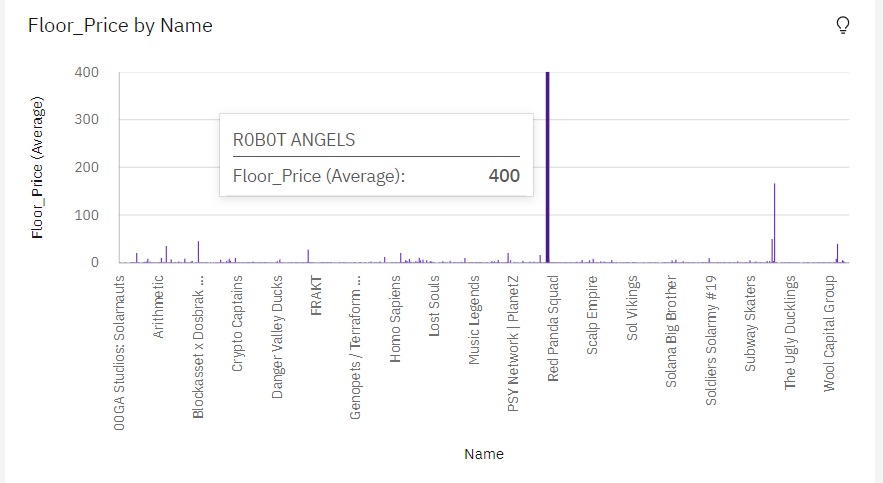 Floor_Price by Name
Floor_Price (Average)
400
300
200
100
0
R0B0T ANGELS
Floor_Price (Average): 400
00GA Studios: Solarnauts
Arithmetic
Blockasset x Dosbrak ...
Crypto Captains
Danger Valley Ducks
FRAKT
Genopets / Terraform ...
Homo Sapiens
Lost Souls
Music Legends
PSY Network | PlanetZ
Red Panda Squad
Scalp Empire
Sol Vikings
Solana Big Brother
Soldiers Solarmy #19
Subway Skaters
The Ugly Ducklings
Wool Capital Group
Name